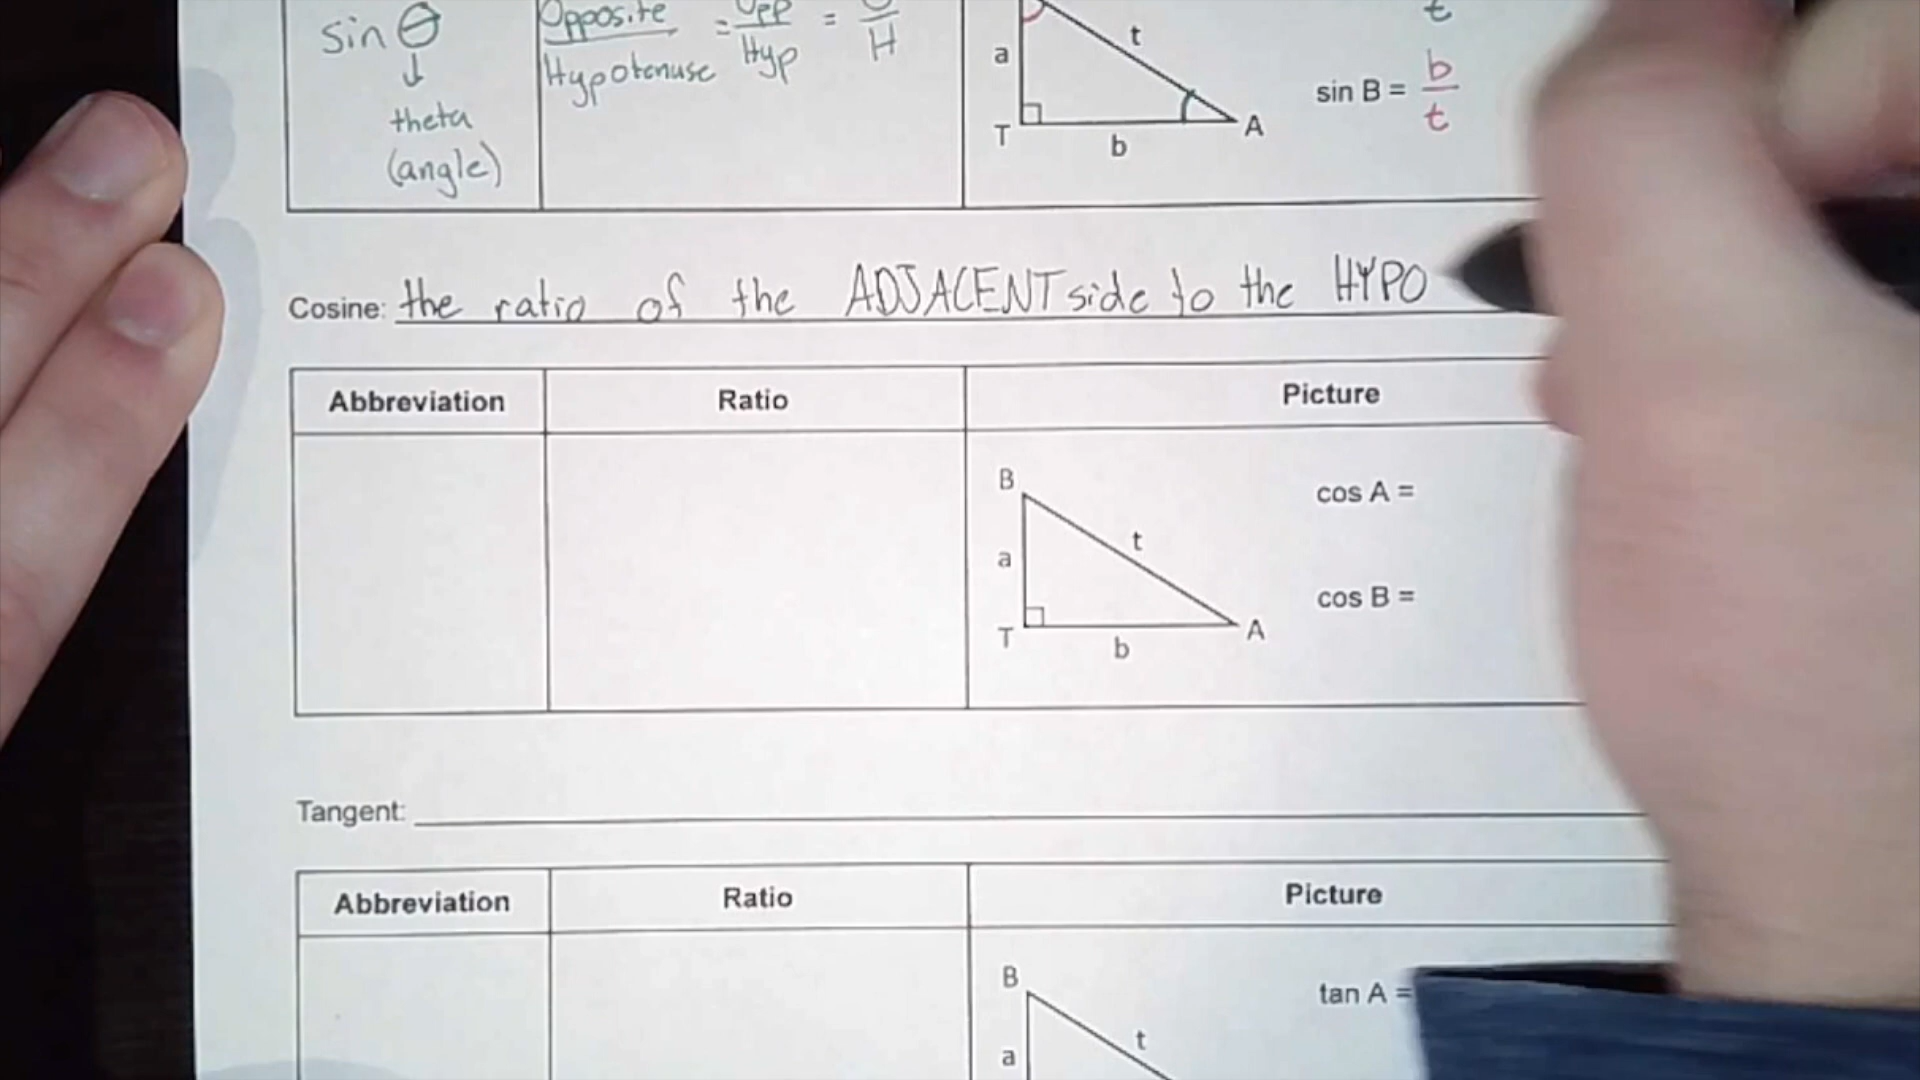 sin θ
Opposite = Opp = O
Hypotenuse Hyp H
theta
(angle)
a
t
T
b
A
t
sin B = b
t
Cosine: the ratio of the ADJACENT side to the HYPO
Abbreviation Ratio Picture
B
a
t
T
b
A
cos A =
cos B =
Tangent:
Abbreviation Ratio Picture
B
a
t
tan A =